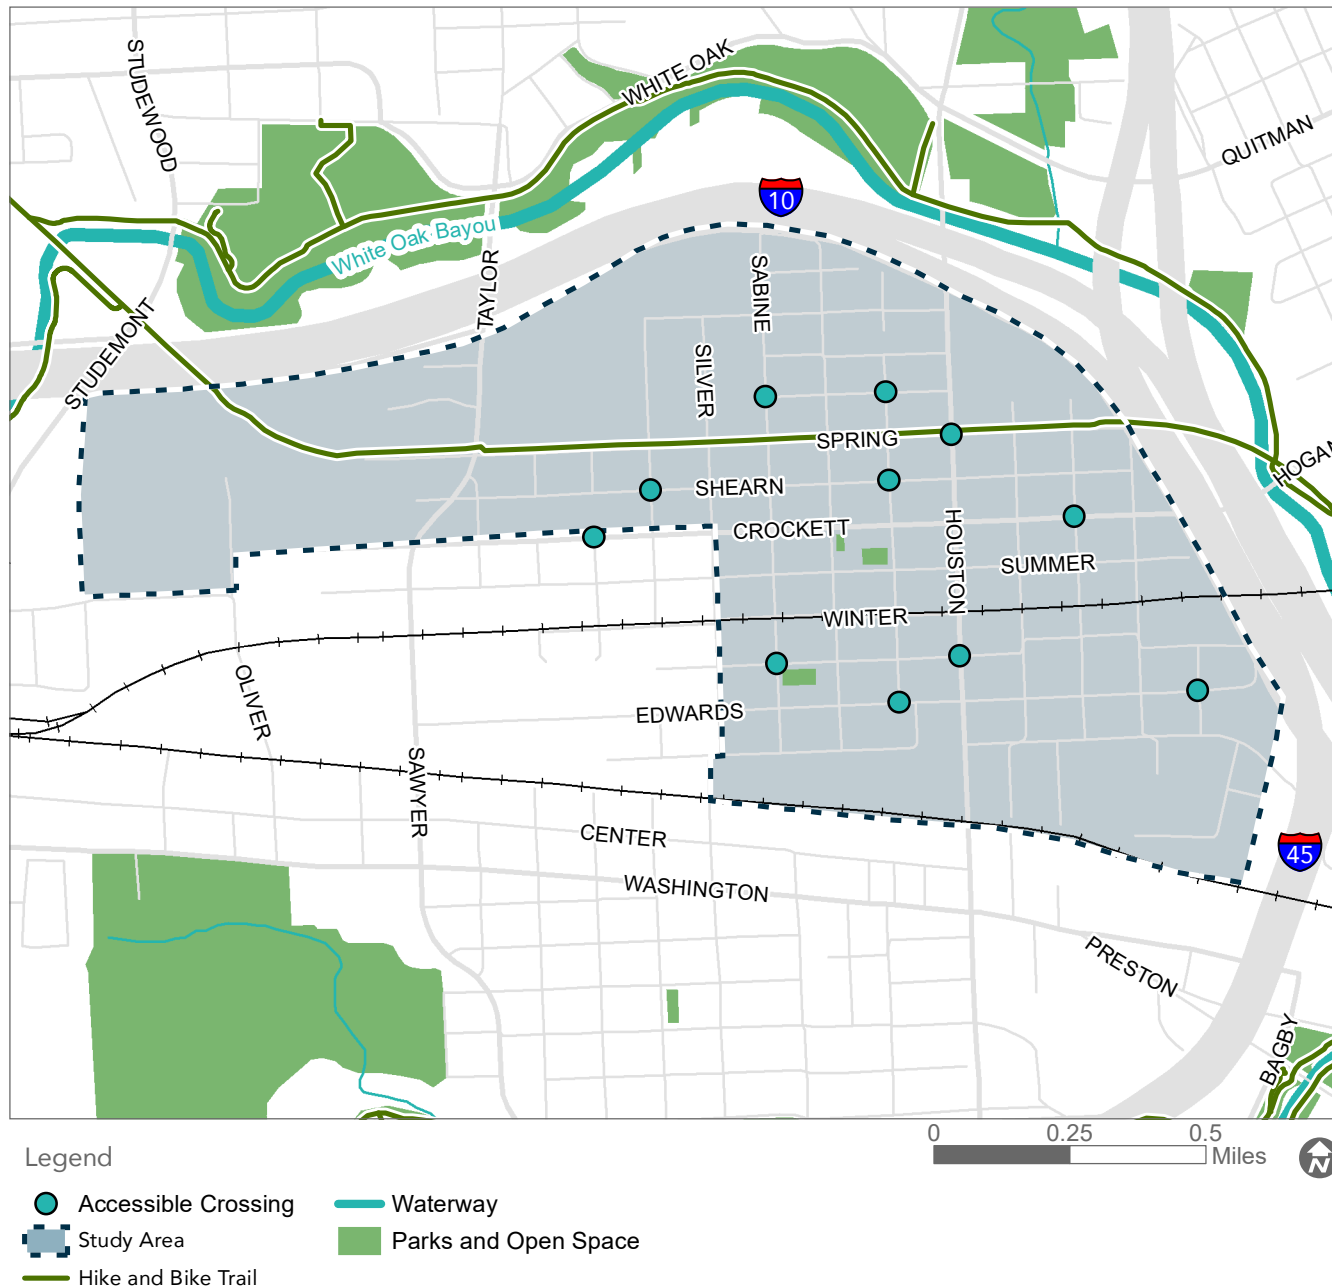 STUDEWOOD
WHITE OAK
QUITMAN
10
White Oak Bayou
TAYLOR
SABINE
STUDEMONT
SILVER
SPRING
HOGAN
SHEARN
CROCKETT
HOUSTON
SUMMER
WINTER
OLIVER
EDWARDS
SAWYER
CENTER
45
WASHINGTON
PRESTON
BAGBY
0 0.25 0.5
Miles
N
Legend
Accessible Crossing
Waterway
Study Area
Parks and Open Space
Hike and Bike Trail